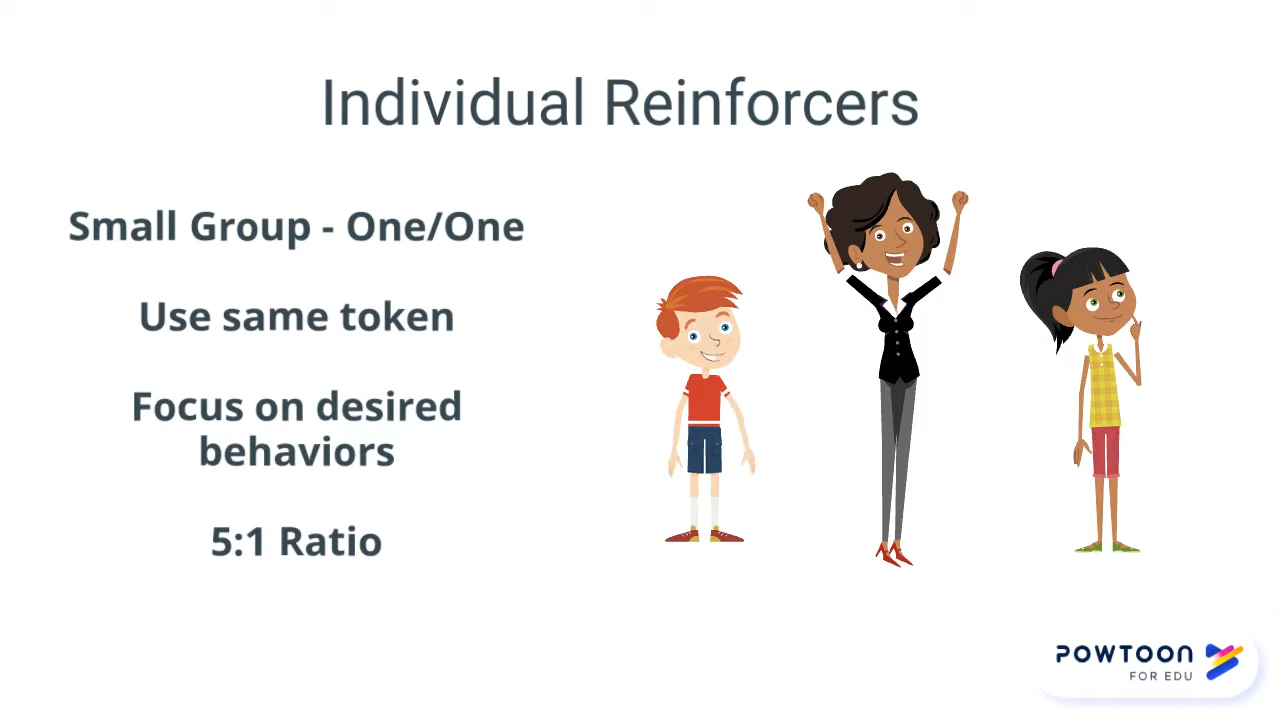 Individual Reinforcers
Small Group - One/One
Use same token
Focus on desired
behaviors
5:1 Ratio
POWTOON
FOR EDU